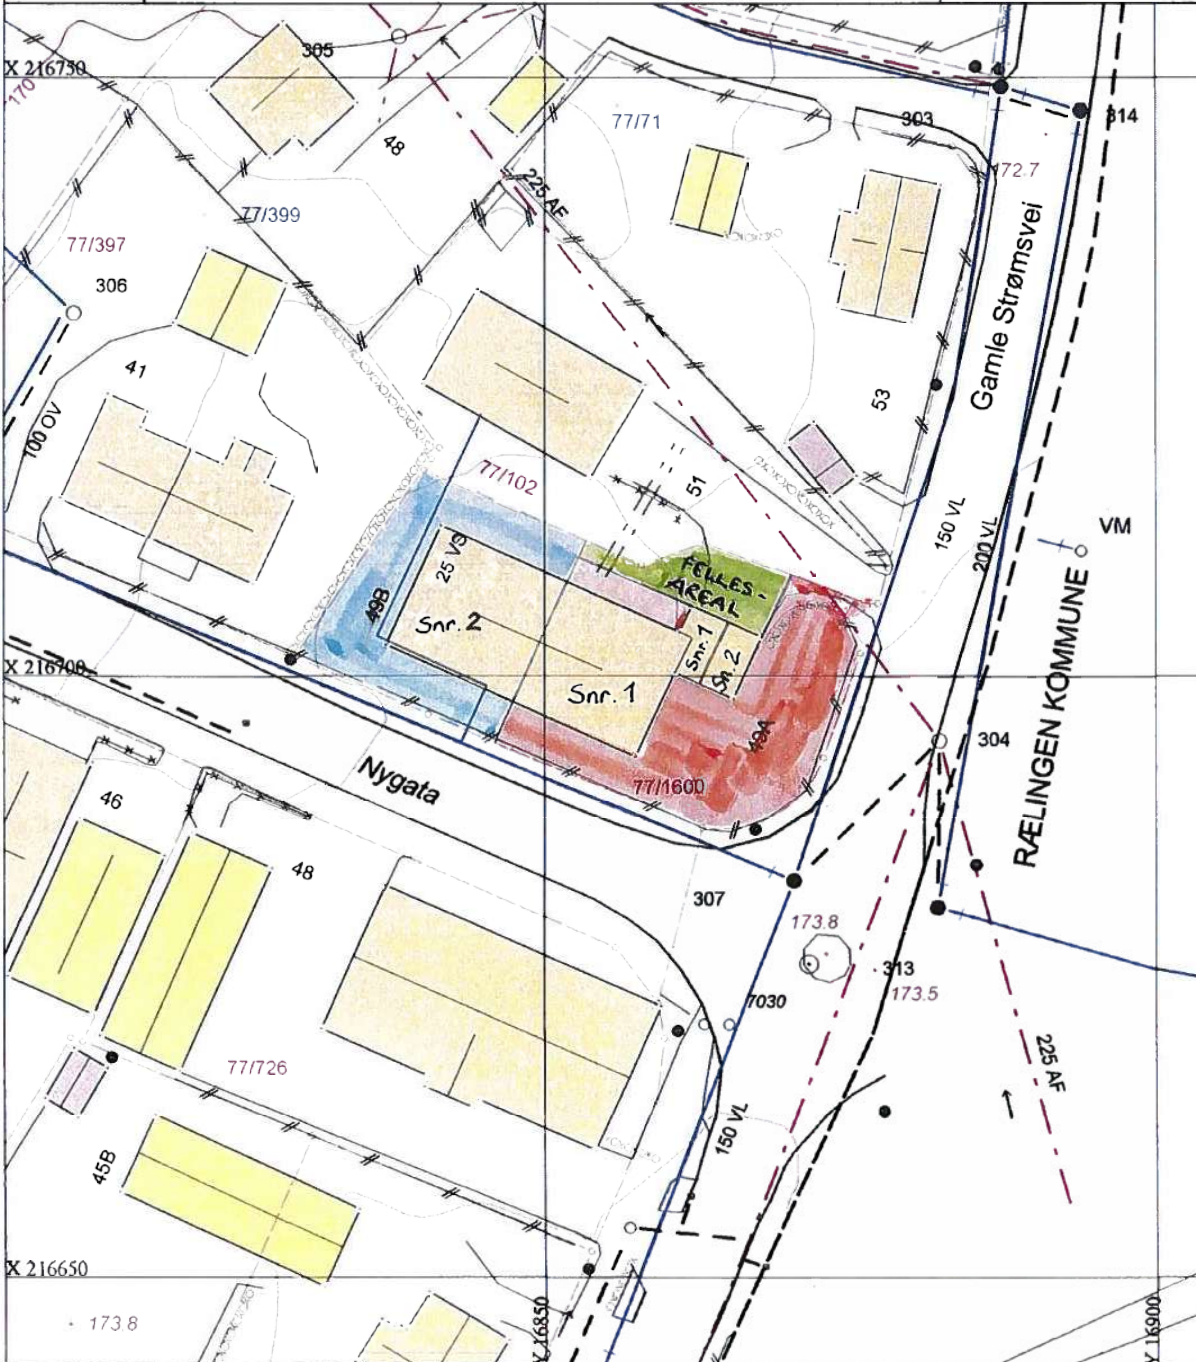 305
X 216750
170
48
77/71
303
314
172.7
225 AF
77/399
77/397
306
Gamle Strømsvei
41
53
100 OV
77/102
51
150 VL
200 VL
VM
25 VS
FELLES-
AREAL
49B
Snr. 2
Snr. 1
Sn. 2
Snr. 1
X 216700
49A
304
RÆLINGEN KOMMUNE
77/1600
Nygata
46
48
307
173.8
313
173.5
7030
225 AF
77/726
150 VL
45B
X 216650
173.8
Y 16850
Y 16900